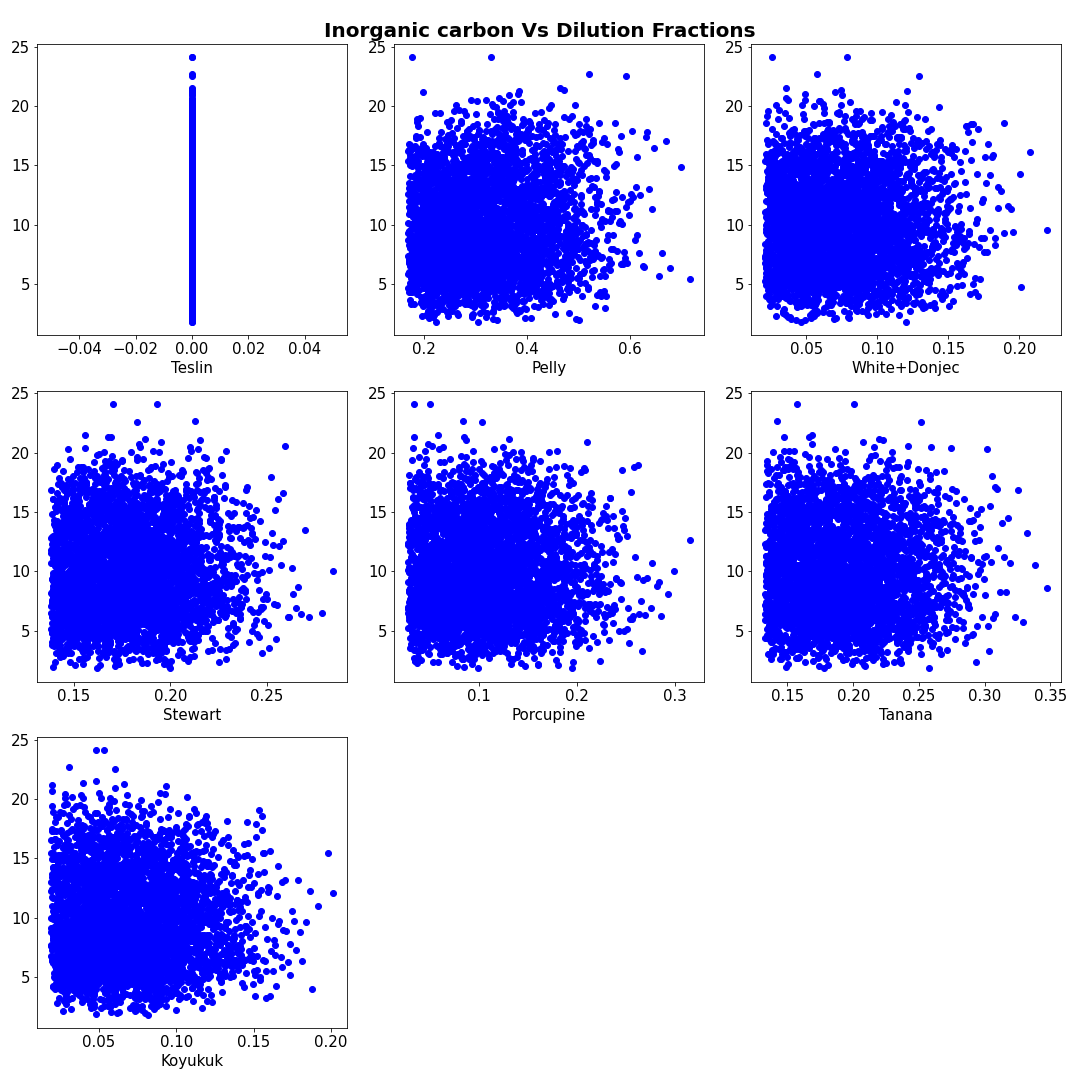 Inorganic carbon Vs Dilution Fractions
25
20
15
10
5
−0.04 −0.02 0.00 0.02 0.04
Teslin
25
20
15
10
5
0.2 0.4 0.6
Pelly
25
20
15
10
5
0.05 0.10 0.15 0.20
White+Donjec
25
20
15
10
5
0.15 0.20 0.25
Stewart
25
20
15
10
5
0.1 0.2 0.3
Porcupine
25
20
15
10
5
0.15 0.20 0.25 0.30 0.35
Tanana
25
20
15
10
5
0.05 0.10 0.15 0.20
Koyukuk